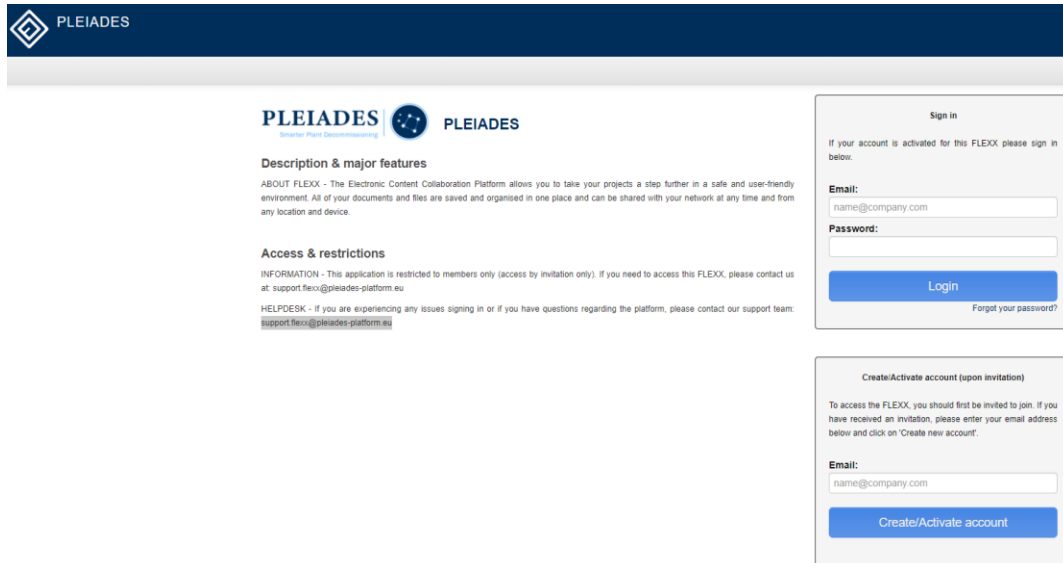 PLEIADES
PLEIADES
Smarter Plant Decommissioning
PLEIADES
Description & major features
ABOUT FLEXX - The Electronic Content Collaboration Platform allows you to take your projects a step further in a safe and user-friendly
environment. All of your documents and files are saved and organised in one place and can be shared with your network at any time and from
any location and device.
Access & restrictions
INFORMATION - This application is restricted to members only (access by invitation only). If you need to access this FLEXX, please contact us
at: support.flexx@pleiades-platform.eu
HELPDESK - If you are experiencing any issues signing in or if you have questions regarding the platform, please contact our support team:
support.flexx@pleiades-platform.eu
Sign in
If your account is activated for this FLEXX please sign in
below.
Email:
name@company.com
Password:
Login
Forgot your password?
Create/Activate account (upon invitation)
To access the FLEXX, you should first be invited to join. If you
have received an invitation, please enter your email address
below and click on 'Create new account'.
Email:
name@company.com
Create/Activate account